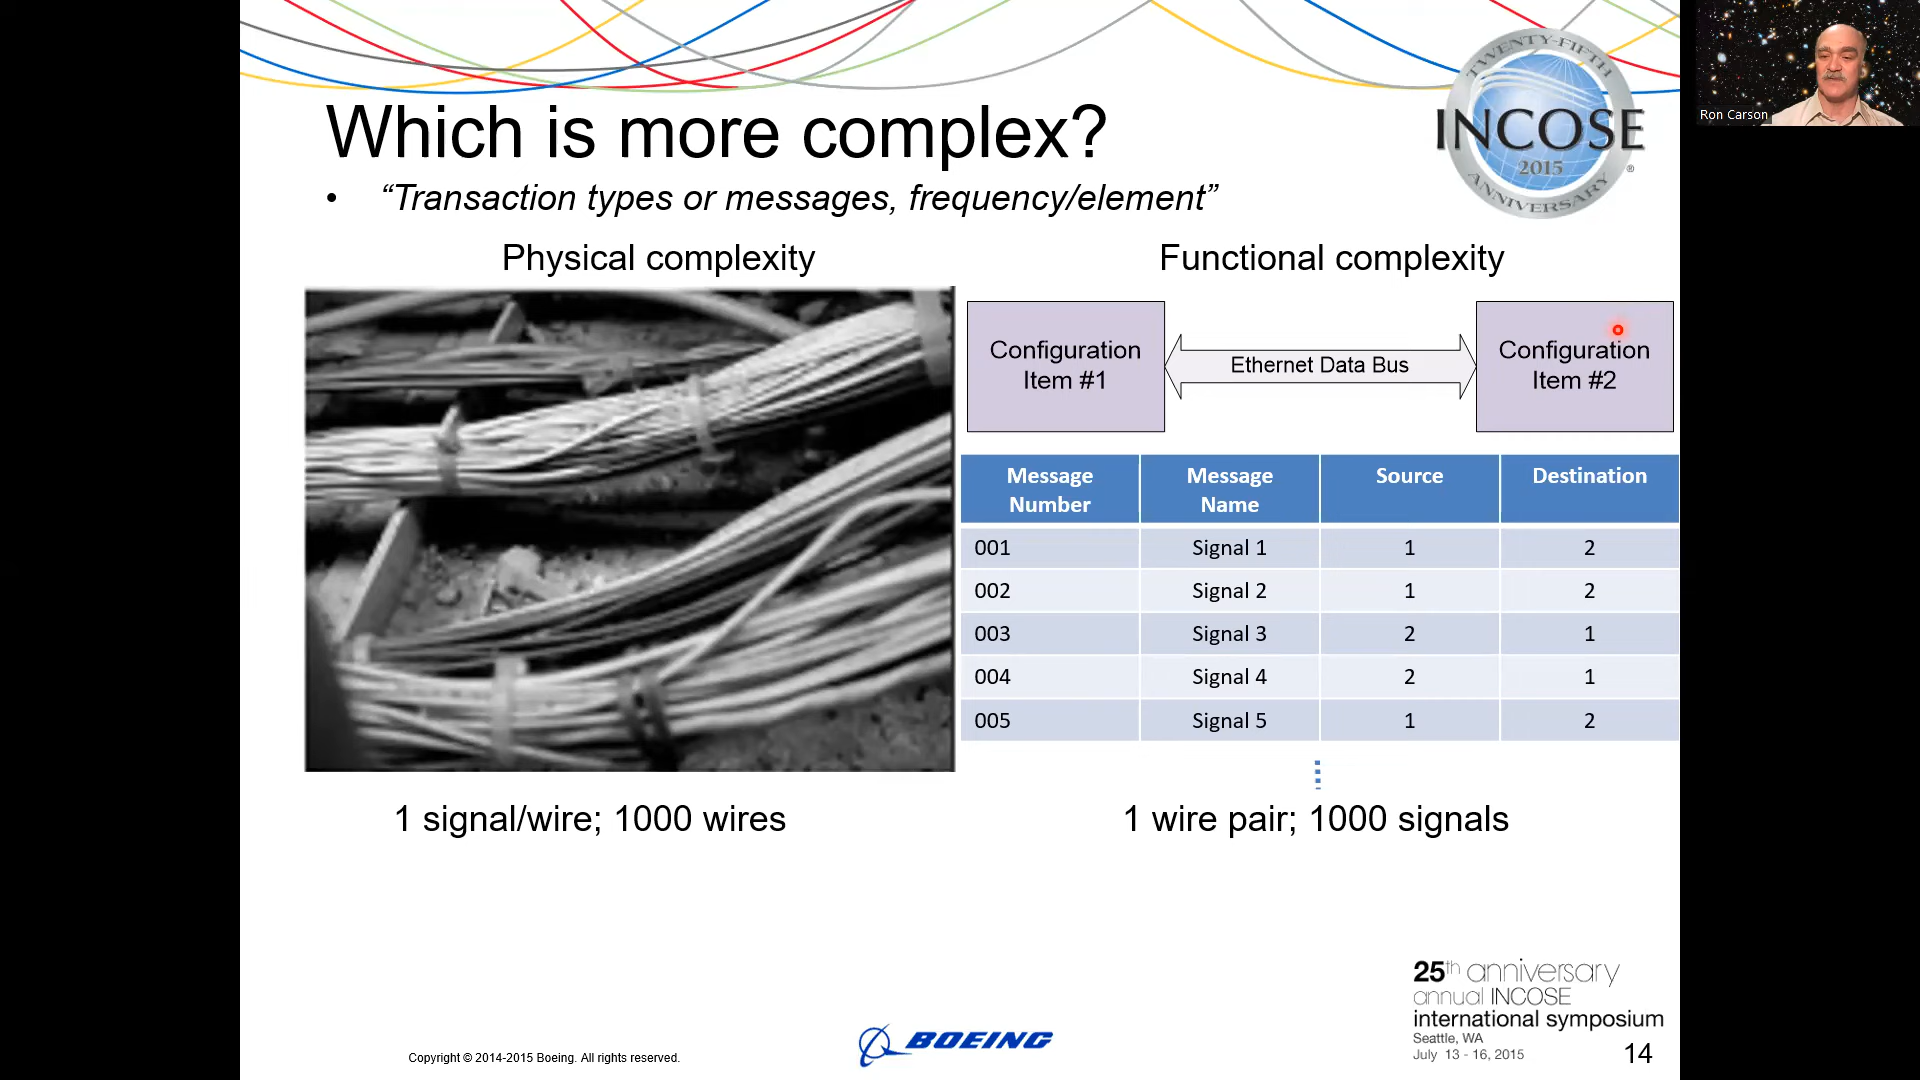 Which is more complex?
TWENTY-FIFTH
INCOSE
2015
®
ANNIVERSARY
Ron Carson
• “Transaction types or messages, frequency/element”
Physical complexity
Functional complexity
Configuration
Item #1
Ethernet Data Bus
Configuration
Item #2
Message Number Message Name Source Destination
001 Signal 1 1 2
002 Signal 2 1 2
003 Signal 3 2 1
004 Signal 4 2 1
005 Signal 5 1 2
1 signal/wire; 1000 wires
1 wire pair; 1000 signals
25th anniversary
annual INCOSE
international symposium
Seattle, WA
July 13 - 16, 2015
14
BOEING
Copyright © 2014-2015 Boeing. All rights reserved.